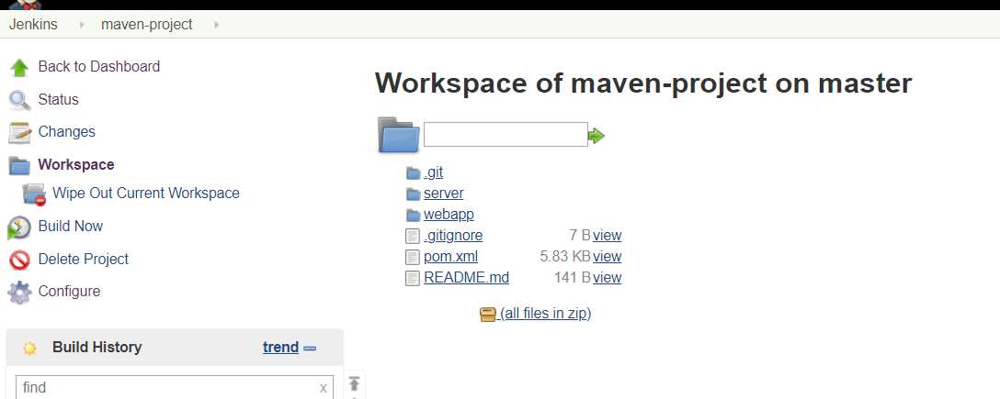 Jenkins maven-project
Back to Dashboard
Status
Changes
Workspace
Wipe Out Current Workspace
Build Now
Delete Project
Configure
Build History trend
find x
Workspace of maven-project on master
.git
server
webapp
.gitignore 7 B view
pom.xml 5.83 KB view
README.md 141 B view
(all files in zip)